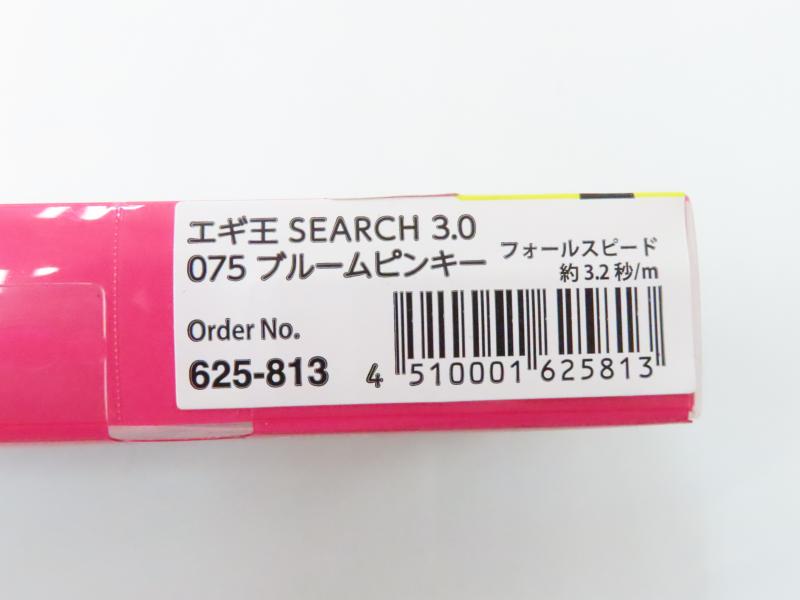 エギ王 SEARCH 3.0
075 ブルームピンキー
フォールスピード
約3.2秒/m
Order No.
625-813
4 510001 625813